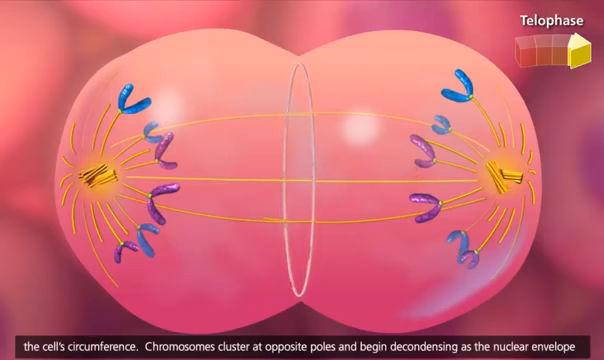 Telophase
the cell's circumference.  Chromosomes cluster at opposite poles and begin decondensing as the nuclear envelope